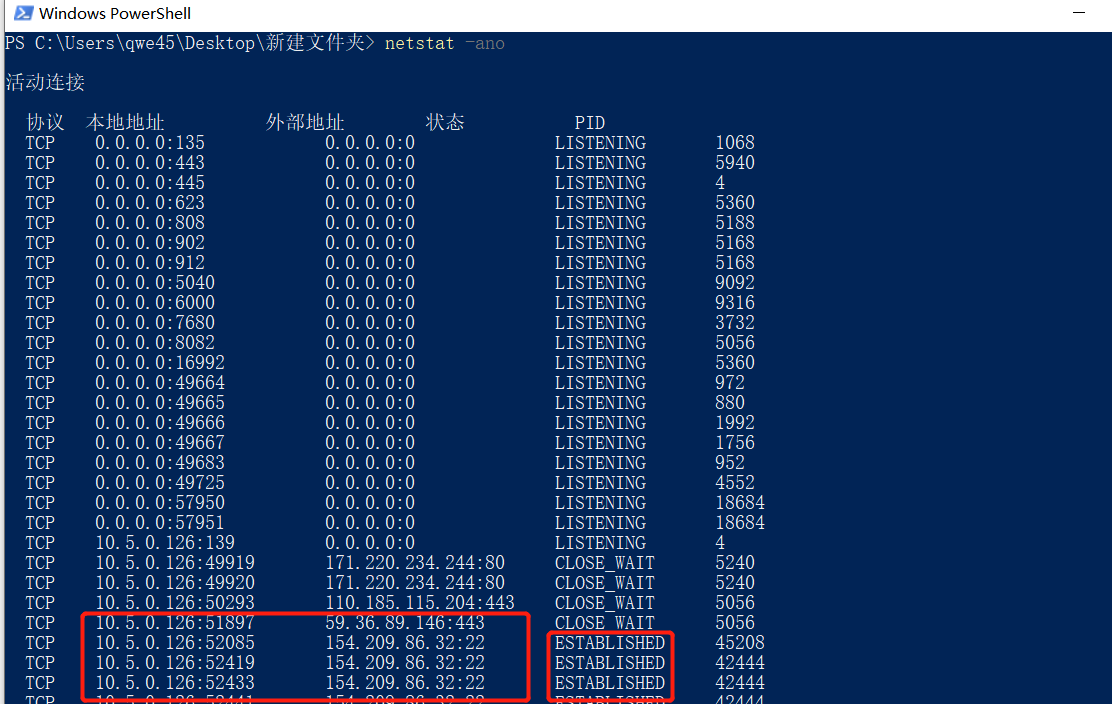 Windows PowerShell
PS C:\Users\qwe45\Desktop\新建文件夹> netstat -ano
活动连接
协议 本地地址 外部地址 状态 PID
TCP 0.0.0.0:135 0.0.0.0:0 LISTENING 1068
TCP 0.0.0.0:443 0.0.0.0:0 LISTENING 5940
TCP 0.0.0.0:445 0.0.0.0:0 LISTENING 4
TCP 0.0.0.0:623 0.0.0.0:0 LISTENING 5360
TCP 0.0.0.0:808 0.0.0.0:0 LISTENING 5188
TCP 0.0.0.0:902 0.0.0.0:0 LISTENING 5168
TCP 0.0.0.0:912 0.0.0.0:0 LISTENING 5168
TCP 0.0.0.0:5040 0.0.0.0:0 LISTENING 9092
TCP 0.0.0.0:6000 0.0.0.0:0 LISTENING 9316
TCP 0.0.0.0:7680 0.0.0.0:0 LISTENING 3732
TCP 0.0.0.0:8082 0.0.0.0:0 LISTENING 5056
TCP 0.0.0.0:16992 0.0.0.0:0 LISTENING 5360
TCP 0.0.0.0:49664 0.0.0.0:0 LISTENING 972
TCP 0.0.0.0:49665 0.0.0.0:0 LISTENING 880
TCP 0.0.0.0:49666 0.0.0.0:0 LISTENING 1992
TCP 0.0.0.0:49667 0.0.0.0:0 LISTENING 1756
TCP 0.0.0.0:49683 0.0.0.0:0 LISTENING 952
TCP 0.0.0.0:49725 0.0.0.0:0 LISTENING 4552
TCP 0.0.0.0:57950 0.0.0.0:0 LISTENING 18684
TCP 0.0.0.0:57951 0.0.0.0:0 LISTENING 18684
TCP 10.5.0.126:139 0.0.0.0:0 LISTENING 4
TCP 10.5.0.126:49919 171.220.234.244:80 CLOSE_WAIT 5240
TCP 10.5.0.126:49920 171.220.234.244:80 CLOSE_WAIT 5240
TCP 10.5.0.126:50293 110.185.115.204:443 CLOSE_WAIT 5056
TCP 10.5.0.126:51897 59.36.89.146:443 CLOSE_WAIT 5056
TCP 10.5.0.126:52085 154.209.86.32:22 ESTABLISHED 45208
TCP 10.5.0.126:52419 154.209.86.32:22 ESTABLISHED 42444
TCP 10.5.0.126:52433 154.209.86.32:22 ESTABLISHED 42444